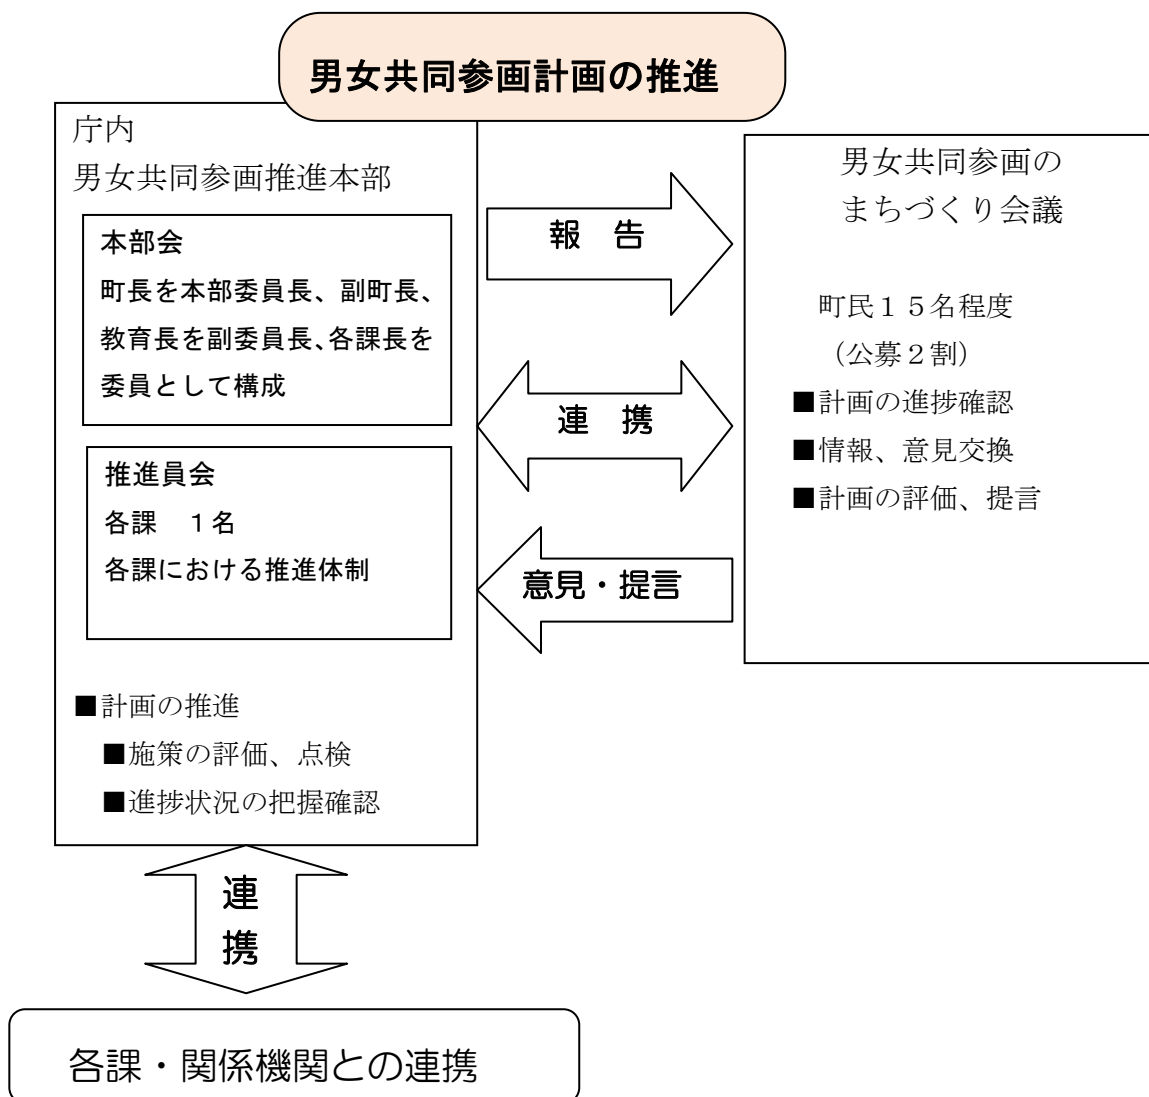 男女共同参画計画の推進
庁内
男女共同参画推進本部
本部会
町長を本部委員長、副町長、
教育長を副委員長、各課長を
委員として構成
推進員会
各課　１名
各課における推進体制
■計画の推進
■施策の評価、点検
■進捗状況の把握確認
報　告
連　携
意見・提言
男女共同参画の
まちづくり会議
町民１５名程度
（公募２割）
■計画の進捗確認
■情報、意見交換
■計画の評価、提言
連
携
各課・関係機関との連携